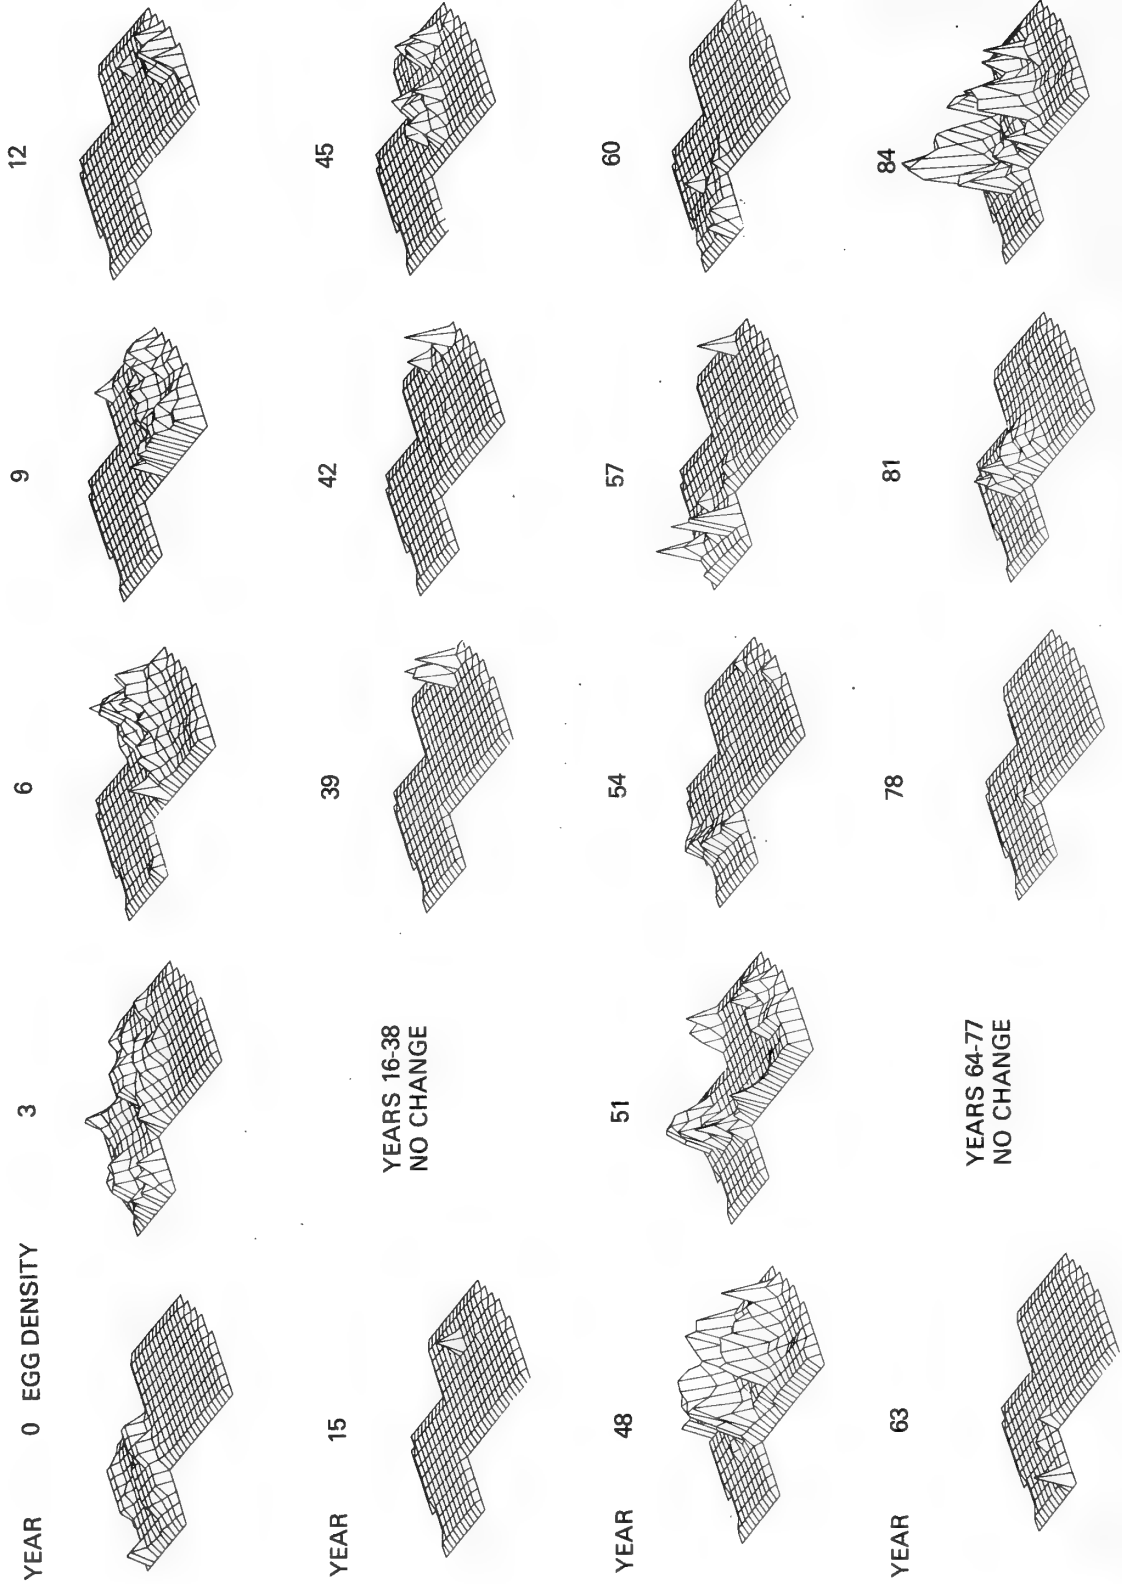 YEAR 0 EGG DENSITY 3 6 9 12
YEAR 15 YEARS 16-38 39 42 45
NO CHANGE
YEAR 48 51 54 57 60
YEAR 63 YEARS 64-77 78 81 84
NO CHANGE